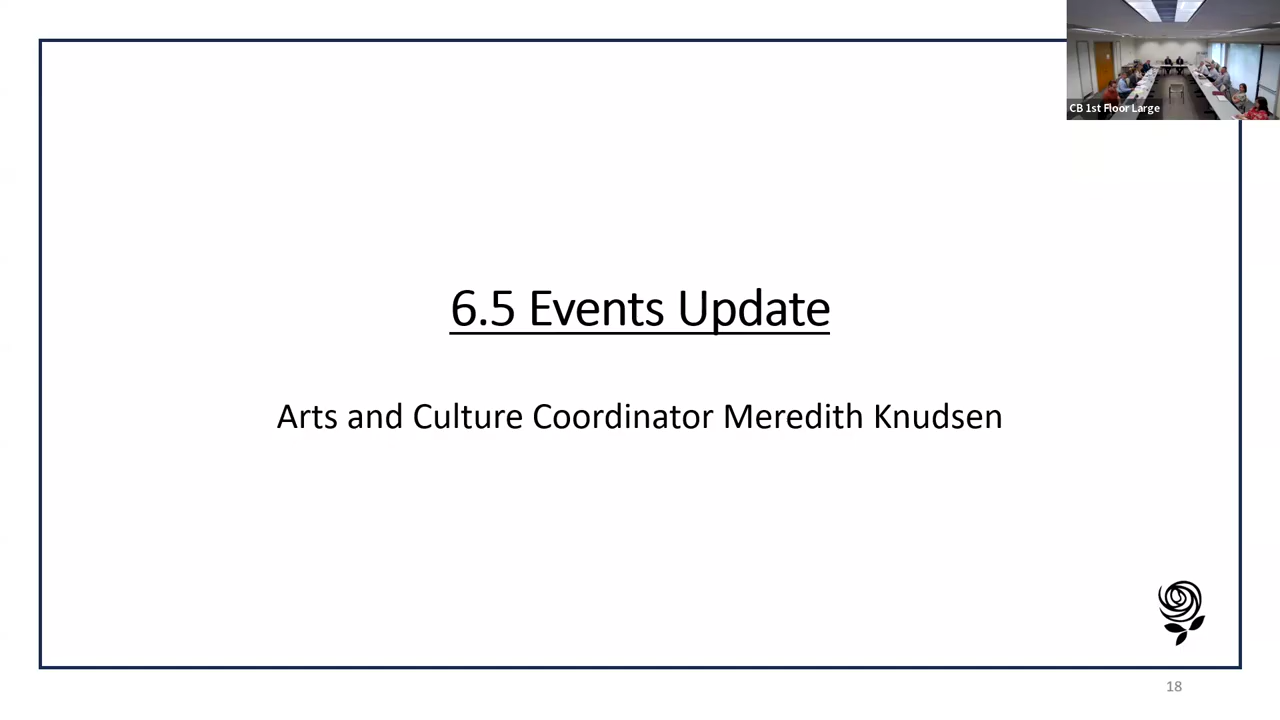 CB 1st Floor Large
6.5 Events Update
Arts and Culture Coordinator Meredith Knudsen
18